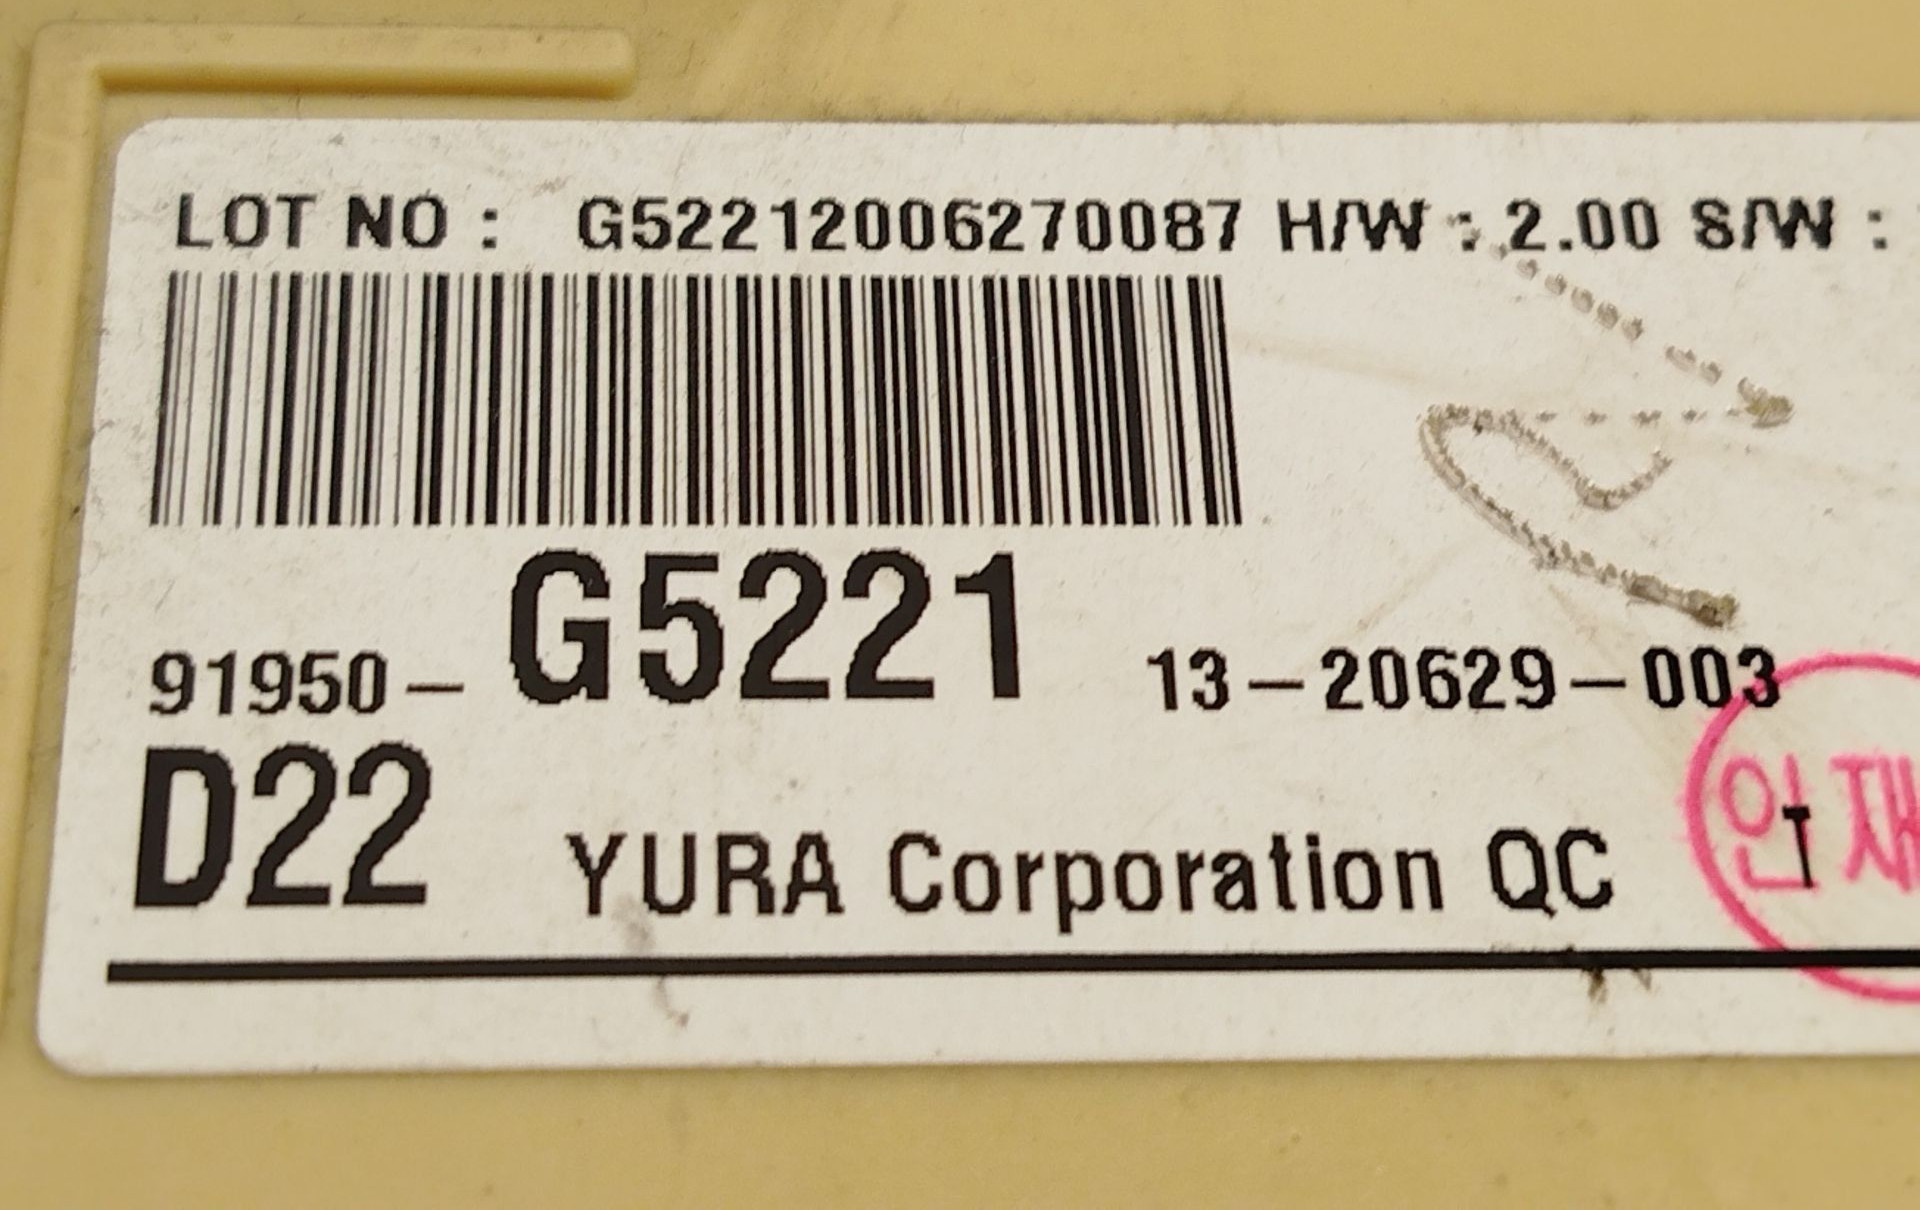 LOT NO : G52212006270087 H/W : 2.00 S/W :
91950-G5221 13-20629-003
D22 YURA Corporation QC